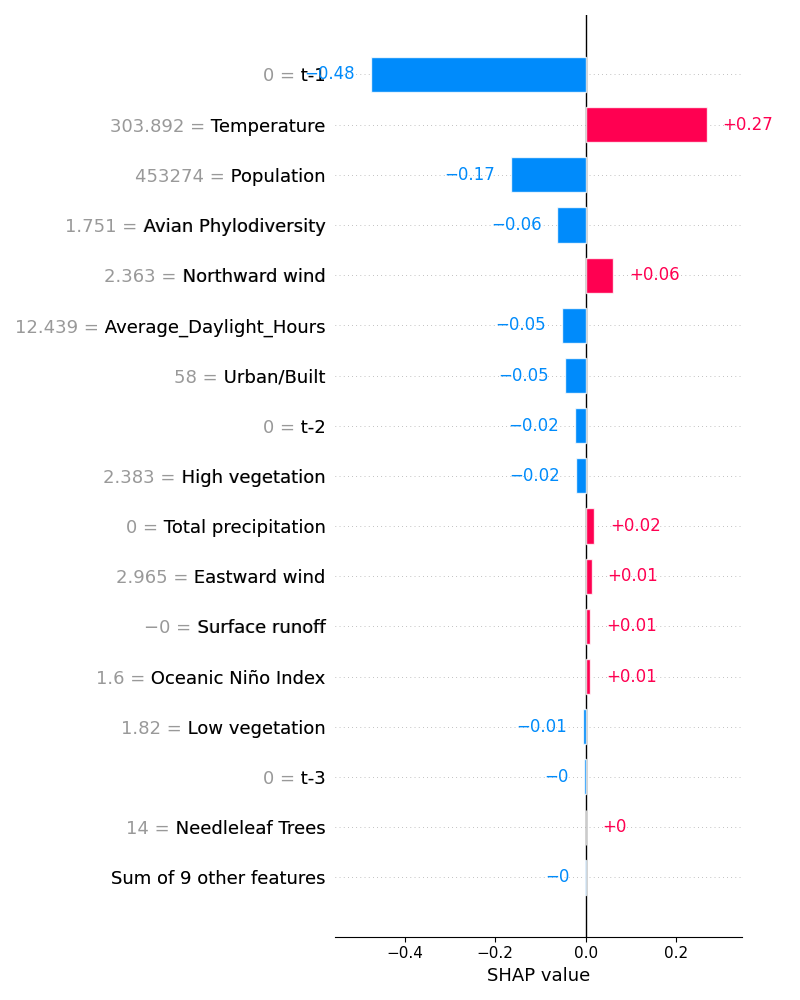 0 = t-1 −0.48
303.892 = Temperature +0.27
453274 = Population −0.17
1.751 = Avian Phylodiversity −0.06
2.363 = Northward wind +0.06
12.439 = Average_Daylight_Hours −0.05
58 = Urban/Built −0.05
0 = t-2 −0.02
2.383 = High vegetation −0.02
0 = Total precipitation +0.02
2.965 = Eastward wind +0.01
−0 = Surface runoff +0.01
1.6 = Oceanic Niño Index +0.01
1.82 = Low vegetation −0.01
0 = t-3 −0
14 = Needleleaf Trees +0
Sum of 9 other features −0
−0.4 −0.2 0.0 0.2
SHAP value